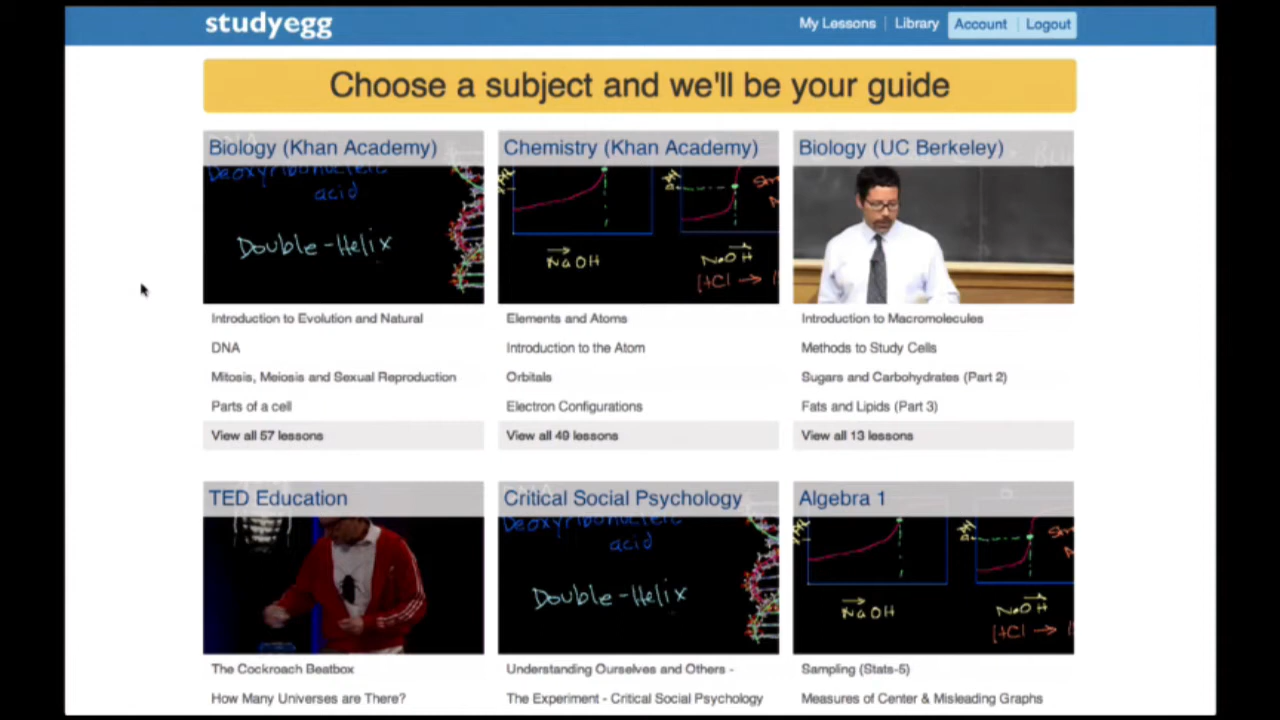 studyegg
My Lessons
Library
Account
Logout
Choose a subject and we'll be your guide
Biology (Khan Academy)
Deoxyribonucleic
acid
Double-Helix
Introduction to Evolution and Natural
DNA
Mitosis, Meiosis and Sexual Reproduction
Parts of a cell
View all 57 lessons
Chemistry (Khan Academy)
NaOH
NaOH
HCl →
Elements and Atoms
Introduction to the Atom
Orbitals
Electron Configurations
View all 49 lessons
Biology (UC Berkeley)
Introduction to Macromolecules
Methods to Study Cells
Sugars and Carbohydrates (Part 2)
Fats and Lipids (Part 3)
View all 13 lessons
TED Education
The Cockroach Beatbox
How Many Universes are There?
Critical Social Psychology
Deoxyribonucleic
acid
Double-Helix
Understanding Ourselves and Others -
The Experiment - Critical Social Psychology
Algebra 1
NaOH
NaOH
HCl →
Sampling (Stats-5)
Measures of Center & Misleading Graphs